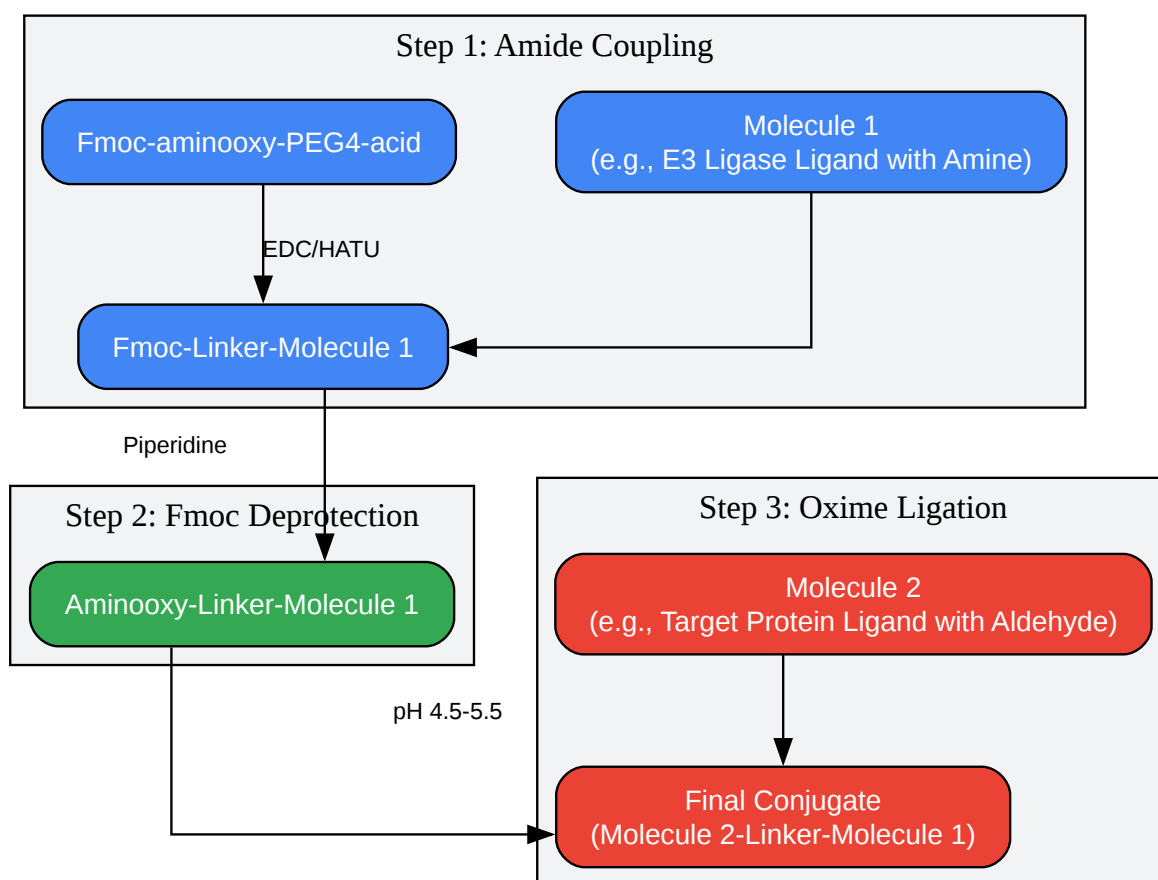 Step 1: Amide Coupling
Fmoc-aminooxy-PEG4-acid
Molecule 1
(e.g., E3 Ligase Ligand with Amine)
EDC/HATU
Fmoc-Linker-Molecule 1
Piperidine
Step 2: Fmoc Deprotection
Aminooxy-Linker-Molecule 1
Step 3: Oxime Ligation
Molecule 2
(e.g., Target Protein Ligand with Aldehyde)
pH 4.5-5.5
Final Conjugate
(Molecule 2-Linker-Molecule 1)